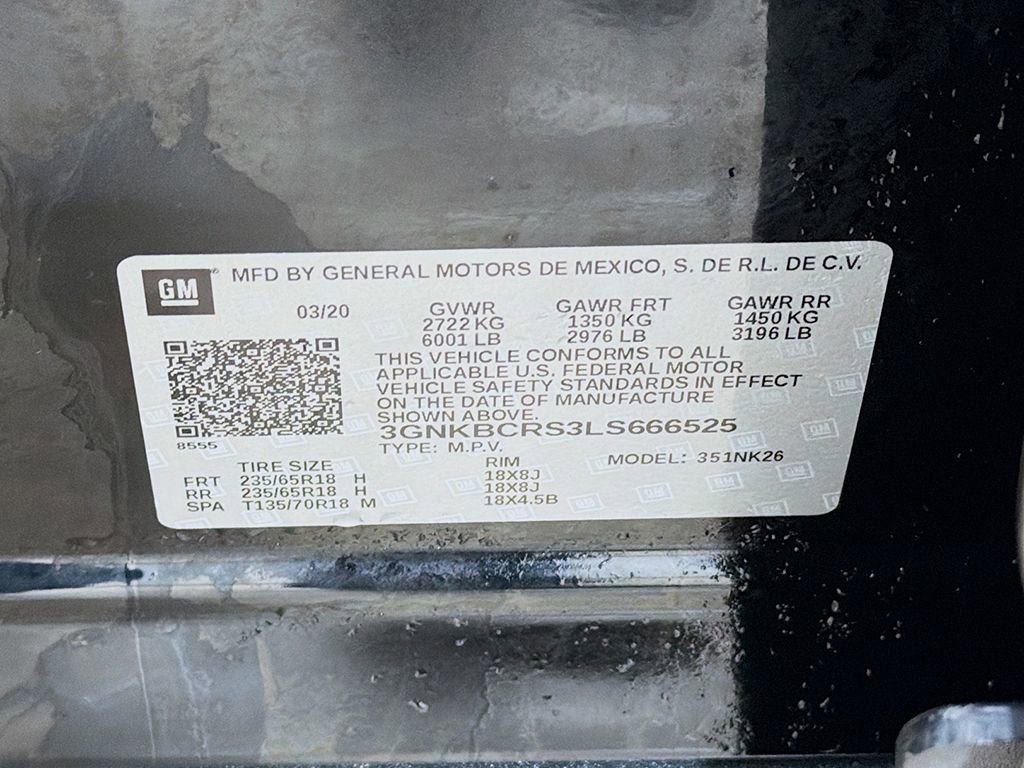 GM ® MFD BY GENERAL MOTORS DE MEXICO, S. DE R.L. DE C.V.
03/20 GVWR GAWR FRT GAWR RR
2722 KG 1350 KG 1450 KG
6001 LB 2976 LB 3196 LB
THIS VEHICLE CONFORMS TO ALL
APPLICABLE U.S. FEDERAL MOTOR
VEHICLE SAFETY STANDARDS IN EFFECT
ON THE DATE OF MANUFACTURE
SHOWN ABOVE.
3GNKBCRS3LS666525
8555
TYPE: M.P.V. MODEL: 351NK26
TIRE SIZE RIM
FRT 235/65R18 H 18X8J
RR 235/65R18 H 18X8J
SPA T135/70R18 M 18X4.5B